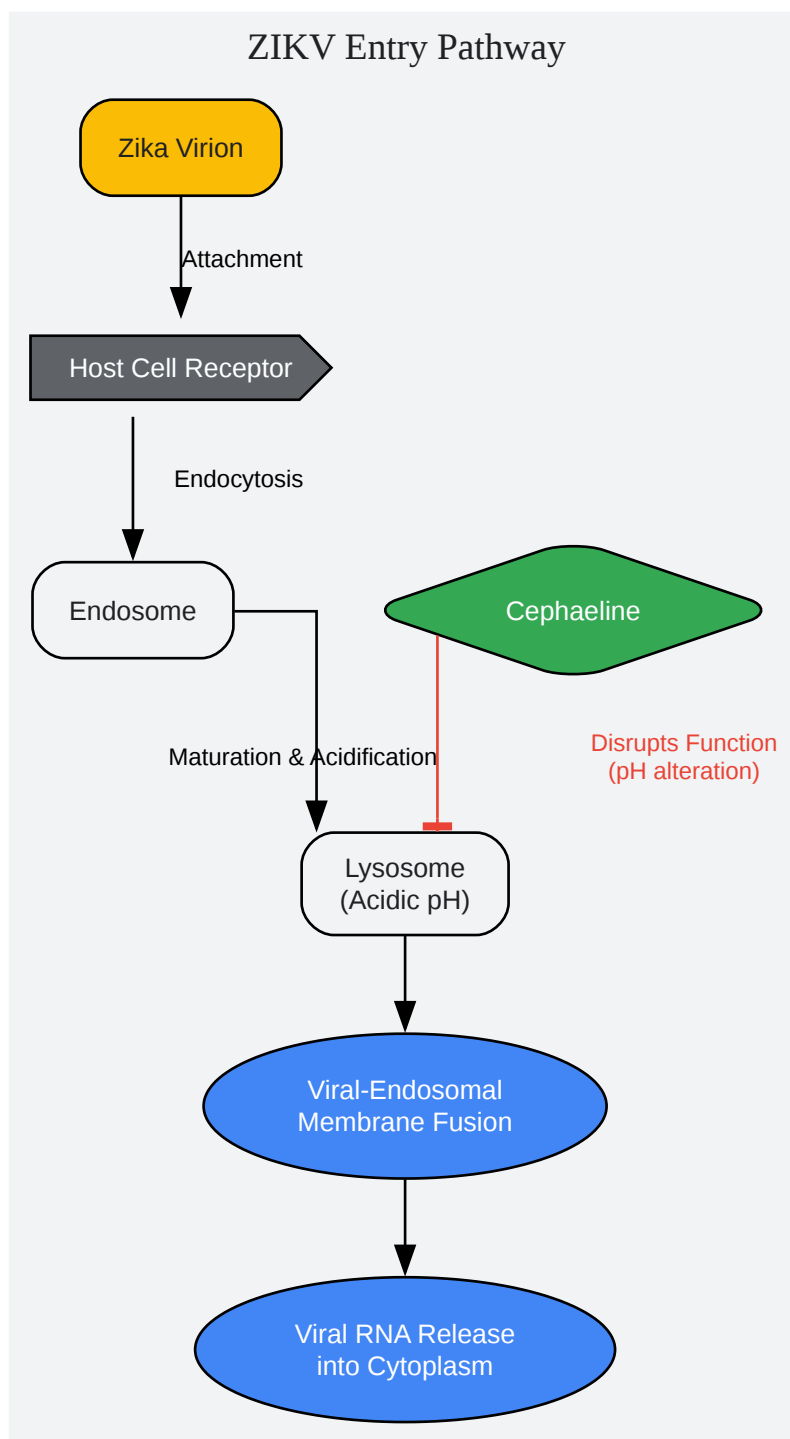 ZIKV Entry Pathway
Zika Virion
Attachment
Host Cell Receptor
Endocytosis
Endosome
Cephaeline
Maturation & Acidification
Disrupts Function
(pH alteration)
Lysosome
(Acidic pH)
Viral-Endosomal
Membrane Fusion
Viral RNA Release
into Cytoplasm